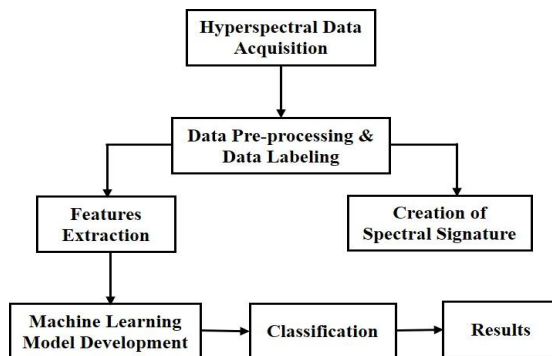 Hyperspectral Data
Acquisition
Data Pre-processing &
Data Labeling
Features
Extraction
Creation of
Spectral Signature
Machine Learning
Model Development
Classification
Results